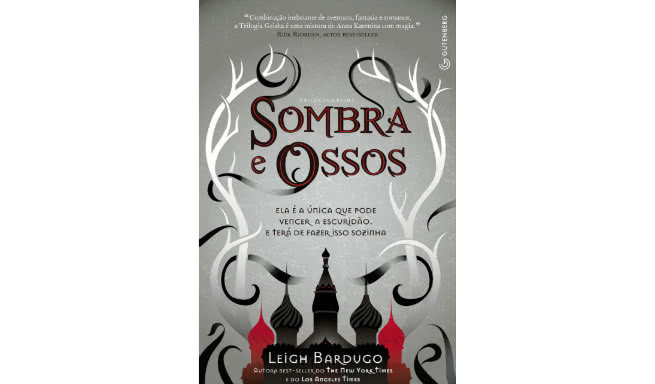 "Combinação inebriante de aventura, fantasia e romance,
a Trilogia Grisha é uma mistura de Anna Karenina com magia."
RICK RIORDAN, AUTOR BEST-SELLER
GUTENBERG
TRILOGIA GRISHA
SOMBRA
e OSSOS
ELA É A ÚNICA QUE PODE
VENCER A ESCURIDÃO.
E TERÁ DE FAZER ISSO SOZINHA
LEIGH BARDUGO
AUTORA BEST-SELLER DO THE NEW YORK TIMES
E DO LOS ANGELES TIMES